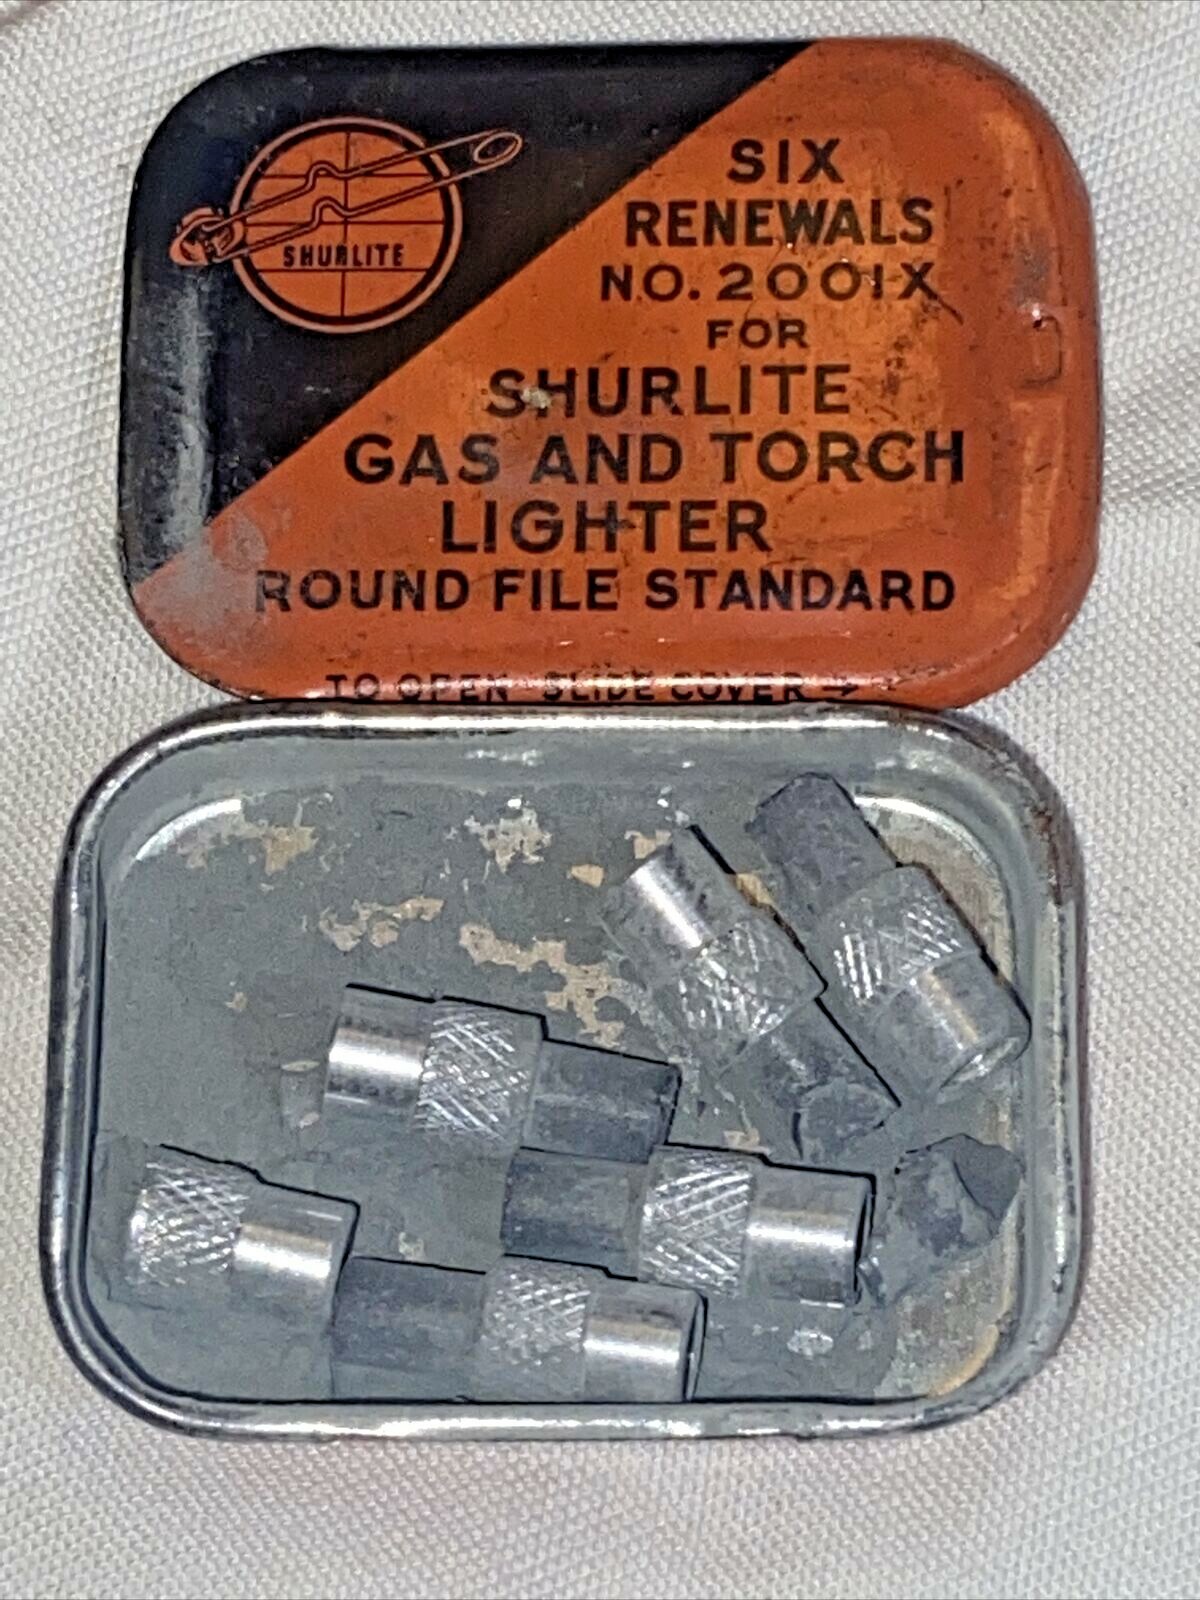 SHURLITE
SIX
RENEWALS
NO. 2001X
FOR
SHURLITE
GAS AND TORCH
LIGHTER
ROUND FILE STANDARD
TO OPEN SLIDE COVER →